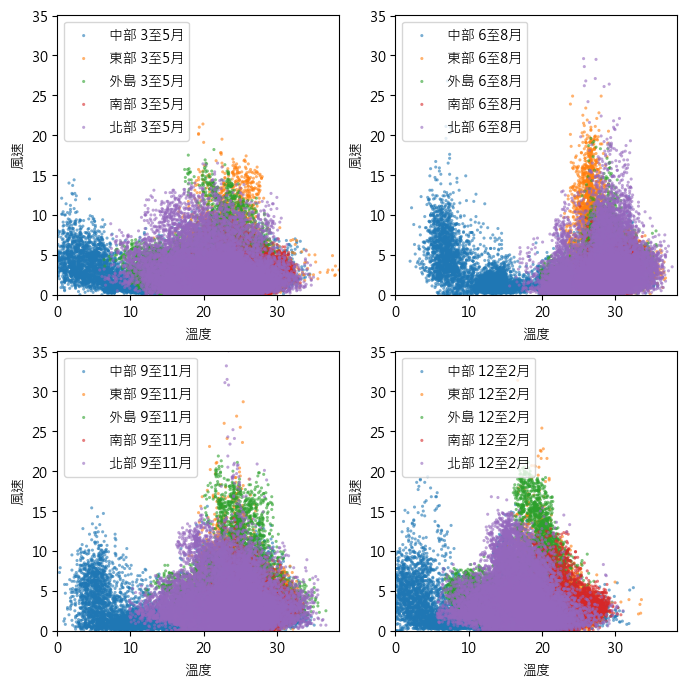 35
30
25
20
15
10
5
0
風速
中部 3至5月
東部 3至5月
外島 3至5月
南部 3至5月
北部 3至5月
0 10 20 30
溫度
35
30
25
20
15
10
5
0
風速
中部 6至8月
東部 6至8月
外島 6至8月
南部 6至8月
北部 6至8月
0 10 20 30
溫度
35
30
25
20
15
10
5
0
風速
中部 9至11月
東部 9至11月
外島 9至11月
南部 9至11月
北部 9至11月
0 10 20 30
溫度
35
30
25
20
15
10
5
0
風速
中部 12至2月
東部 12至2月
外島 12至2月
南部 12至2月
北部 12至2月
0 10 20 30
溫度